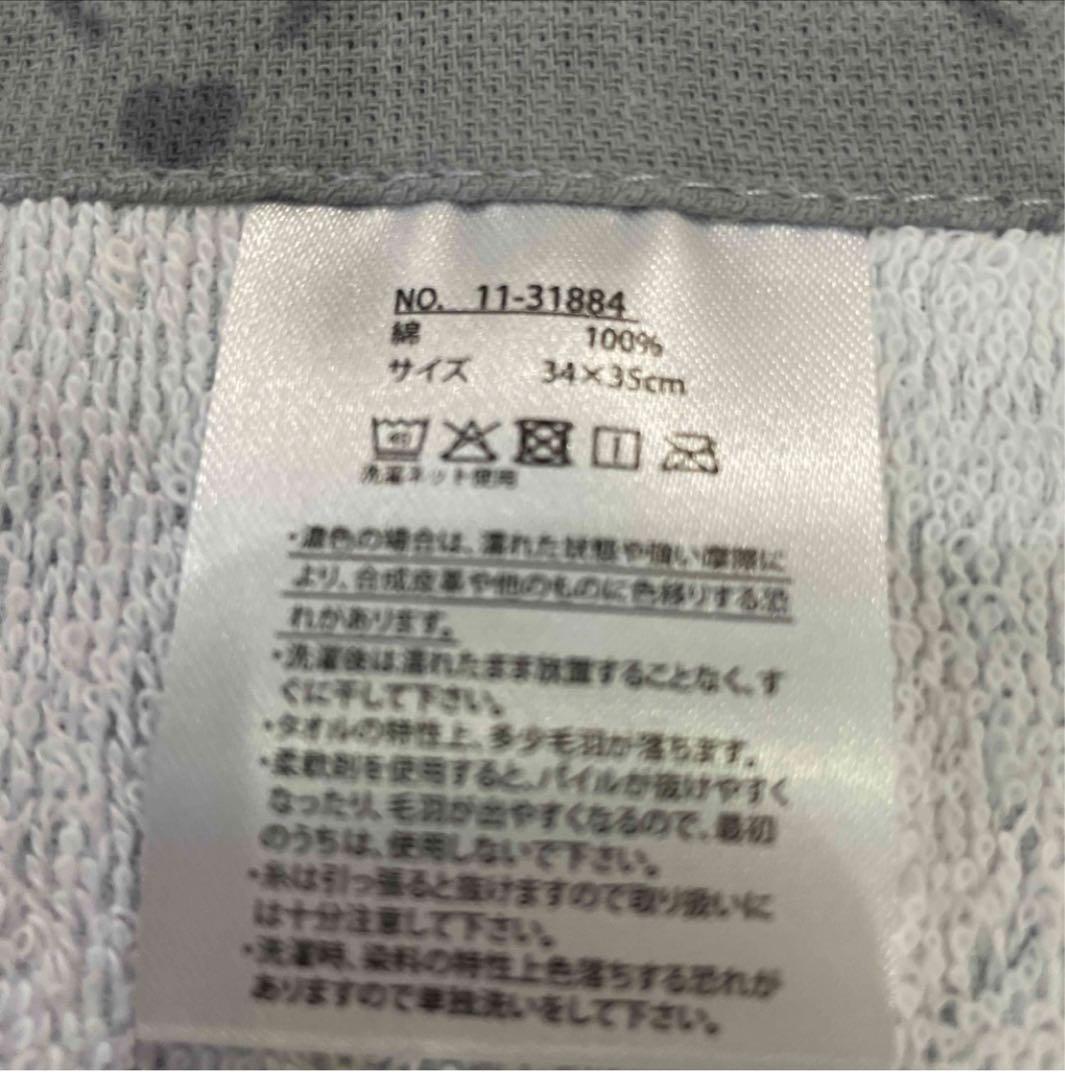 NO. 11-31884
綿 100%
サイズ 34×35cm
40
洗濯ネット使用
・濃色の場合は、濡れた状態や強い摩擦に
より、合成皮革や他のものに色移りする恐
れがあります。
・洗濯後は濡れたまま放置することなく、す
ぐに干して下さい。
・タオルの特性上、多少毛羽が落ちます。
・柔軟剤を使用すると、パイルが抜けやすく
なったり、毛羽が出やすくなるので、最初
のうちは、使用しないで下さい。
・糸は引っ張ると抜けますので取り扱いに
は十分注意して下さい。
・洗濯時、染料の特性上色落ちする恐れが
ありますので単独洗いをして下さい。